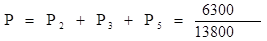 P = P₂ + P₃ + P₅ = 6300/13800